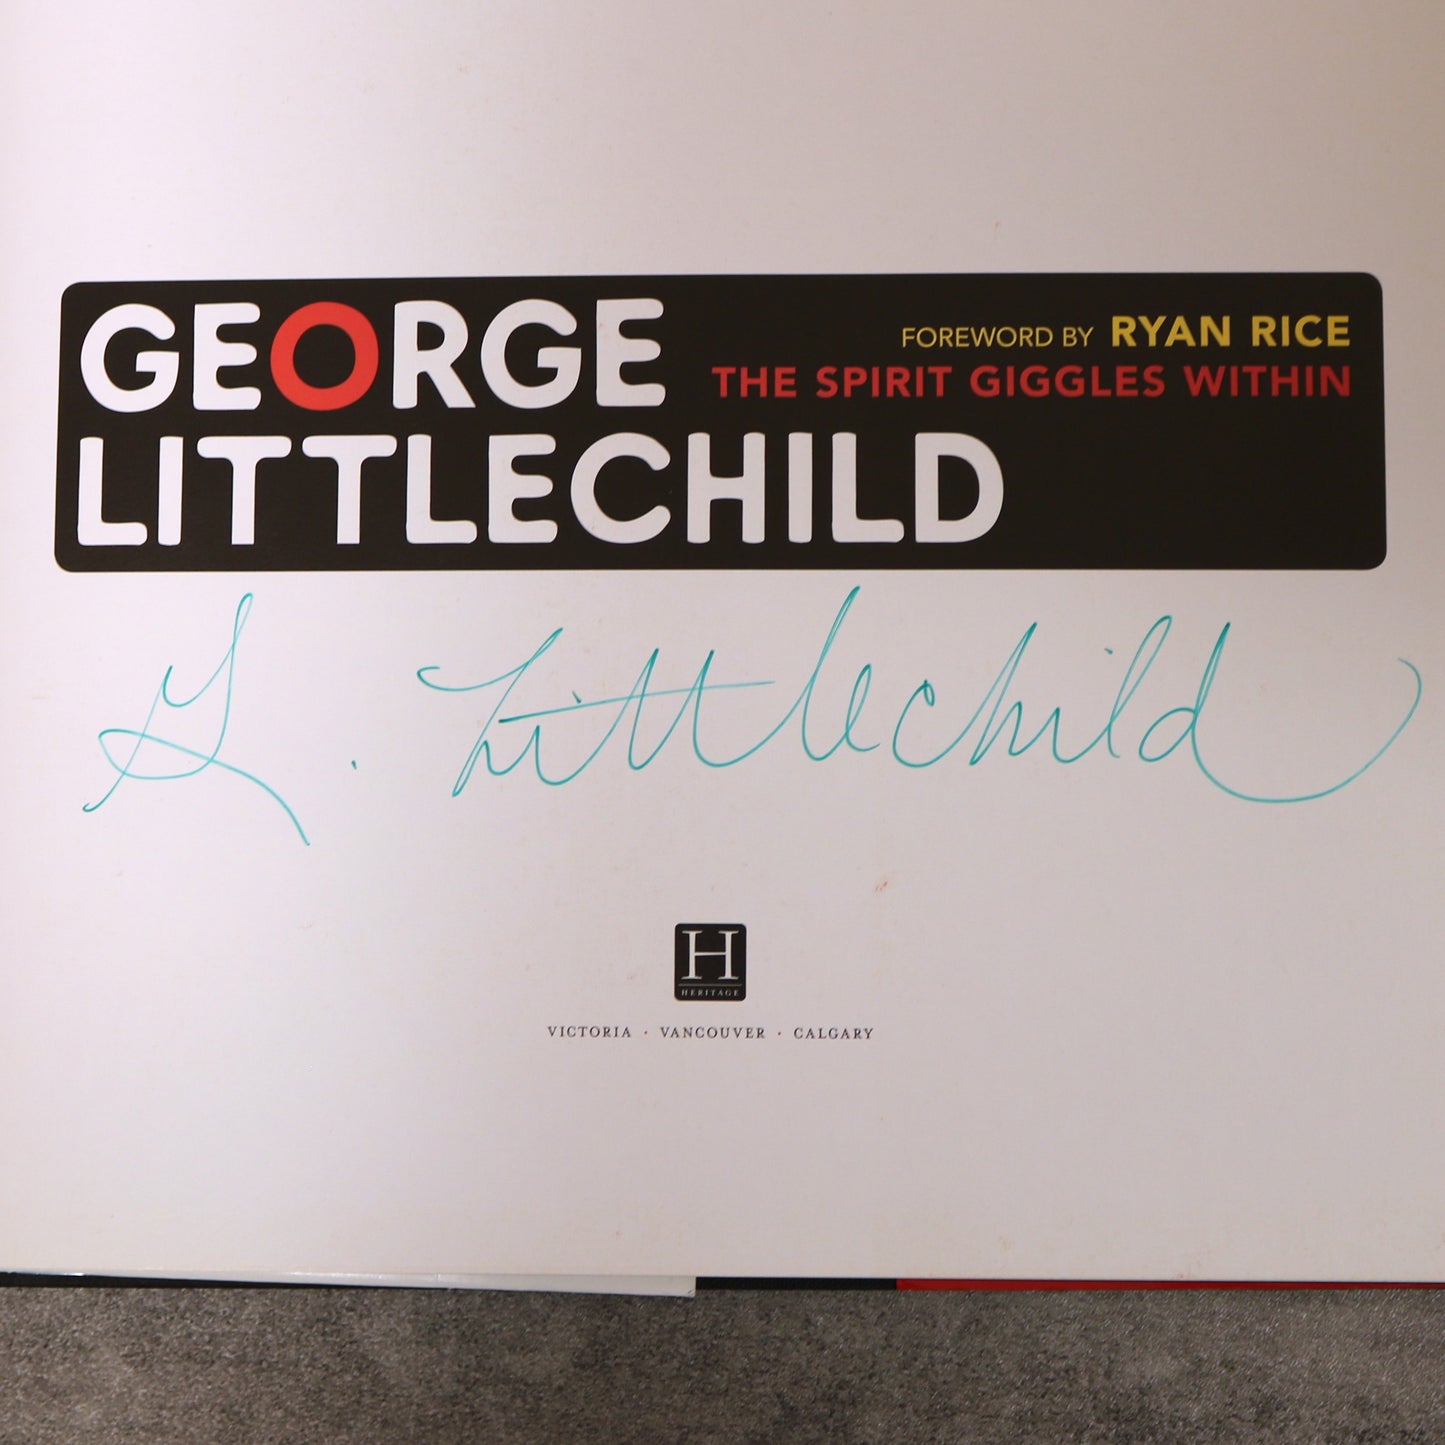 GEORGE
LITTLECHILD
FOREWORD BY RYAN RICE
THE SPIRIT GIGGLES WITHIN
G. Littlechild
H
HERITAGE
VICTORIA · VANCOUVER · CALGARY